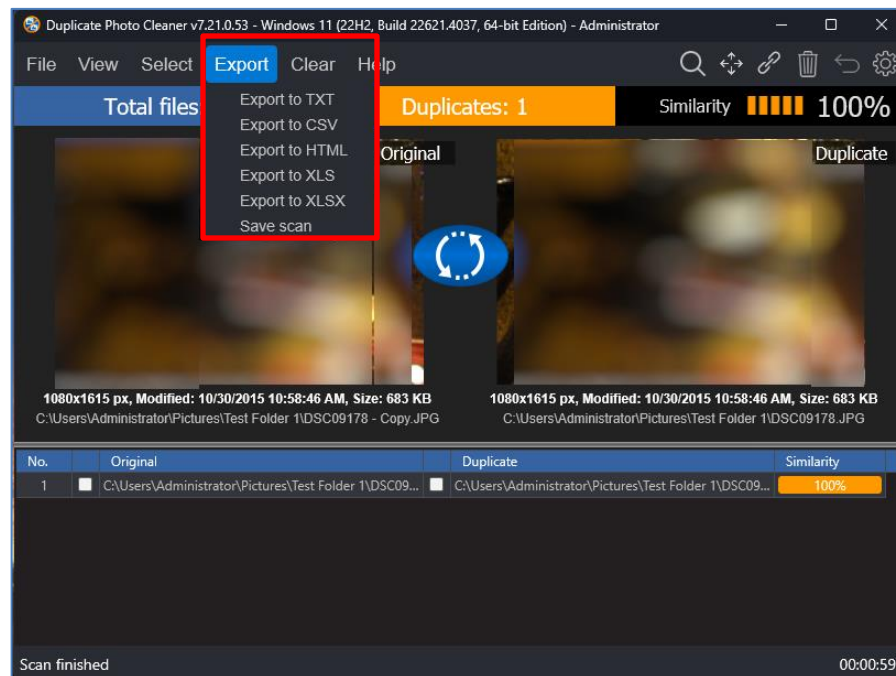 Duplicate Photo Cleaner v7.21.0.53 - Windows 11 (22H2, Build 22621.4037, 64-bit Edition) - Administrator
File View Select Export Clear Help
Total files: Duplicates: 1 Similarity 100%
Export to TXT
Export to CSV
Export to HTML
Export to XLS
Export to XLSX
Save scan
Original Duplicate
1080x1615 px, Modified: 10/30/2015 10:58:46 AM, Size: 683 KB 1080x1615 px, Modified: 10/30/2015 10:58:46 AM, Size: 683 KB
C:\Users\Administrator\Pictures\Test Folder 1\DSC09178 - Copy.JPG C:\Users\Administrator\Pictures\Test Folder 1\DSC09178.JPG
No. Original Duplicate Similarity
1 C:\Users\Administrator\Pictures\Test Folder 1\DSC09... C:\Users\Administrator\Pictures\Test Folder 1\DSC09... 100%
Scan finished 00:00:59